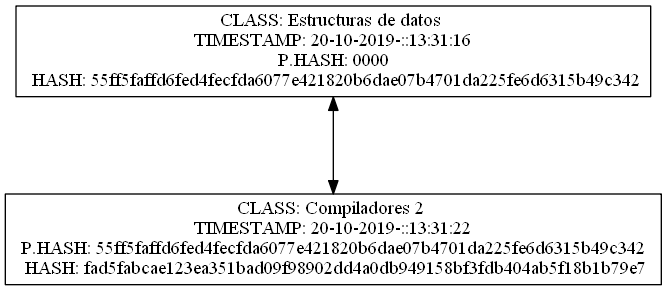 CLASS: Estructuras de datos
TIMESTAMP: 20-10-2019-::13:31:16
P.HASH: 0000
HASH: 55ff5faffd6fed4fecfda6077e421820b6dae07b4701da225fe6d6315b49c342
CLASS: Compiladores 2
TIMESTAMP: 20-10-2019-::13:31:22
P.HASH: 55ff5faffd6fed4fecfda6077e421820b6dae07b4701da225fe6d6315b49c342
HASH: fad5fabcae123ea351bad09f98902dd4a0db949158bf3fdb404ab5f18b1b79e7